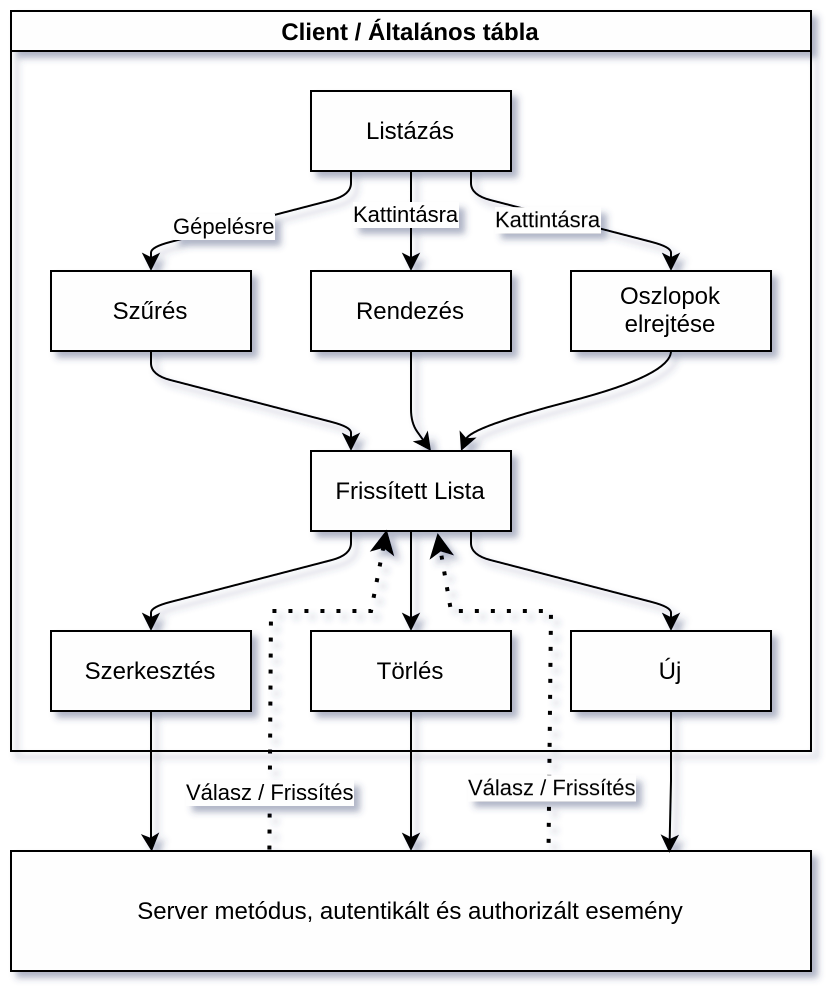 Client / Általános tábla
Listázás
Gépelésre
Kattintásra
Kattintásra
Szűrés
Rendezés
Oszlopok
elrejtése
Frissített Lista
Szerkesztés
Törlés
Új
Válasz / Frissítés
Válasz / Frissítés
Server metódus, autentikált és authorizált esemény